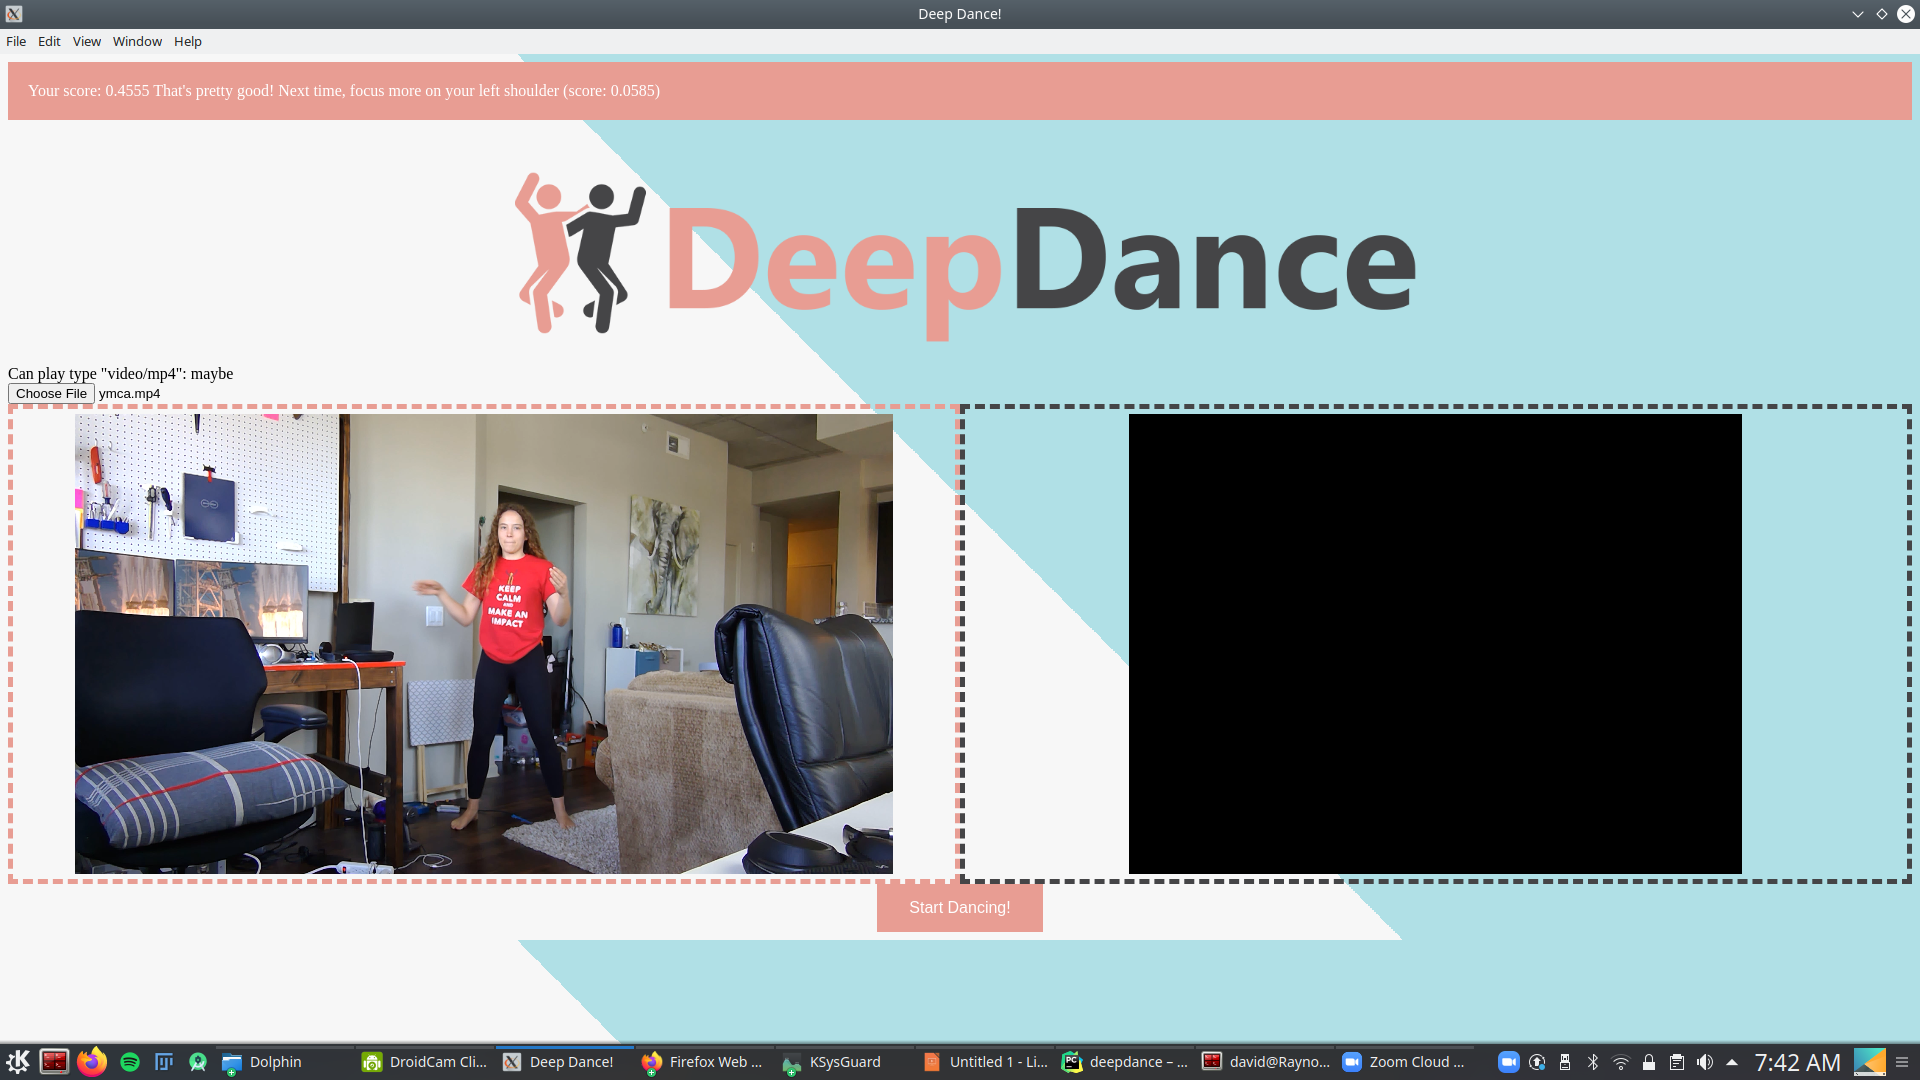 Deep Dance!
File Edit View Window Help
Your score: 0.4555 That's pretty good! Next time, focus more on your left shoulder (score: 0.0585)
DeepDance
Can play type "video/mp4": maybe
Choose File ymca.mp4
KEEP
CALM
AND
MAKE AN
IMPACT
Start Dancing!
Dolphin
DroidCam Cli...
Deep Dance!
Firefox Web ...
KSysGuard
Untitled 1 - Li...
PC
deepdance – ...
david@Rayno...
Zoom Cloud ...
7:42 AM